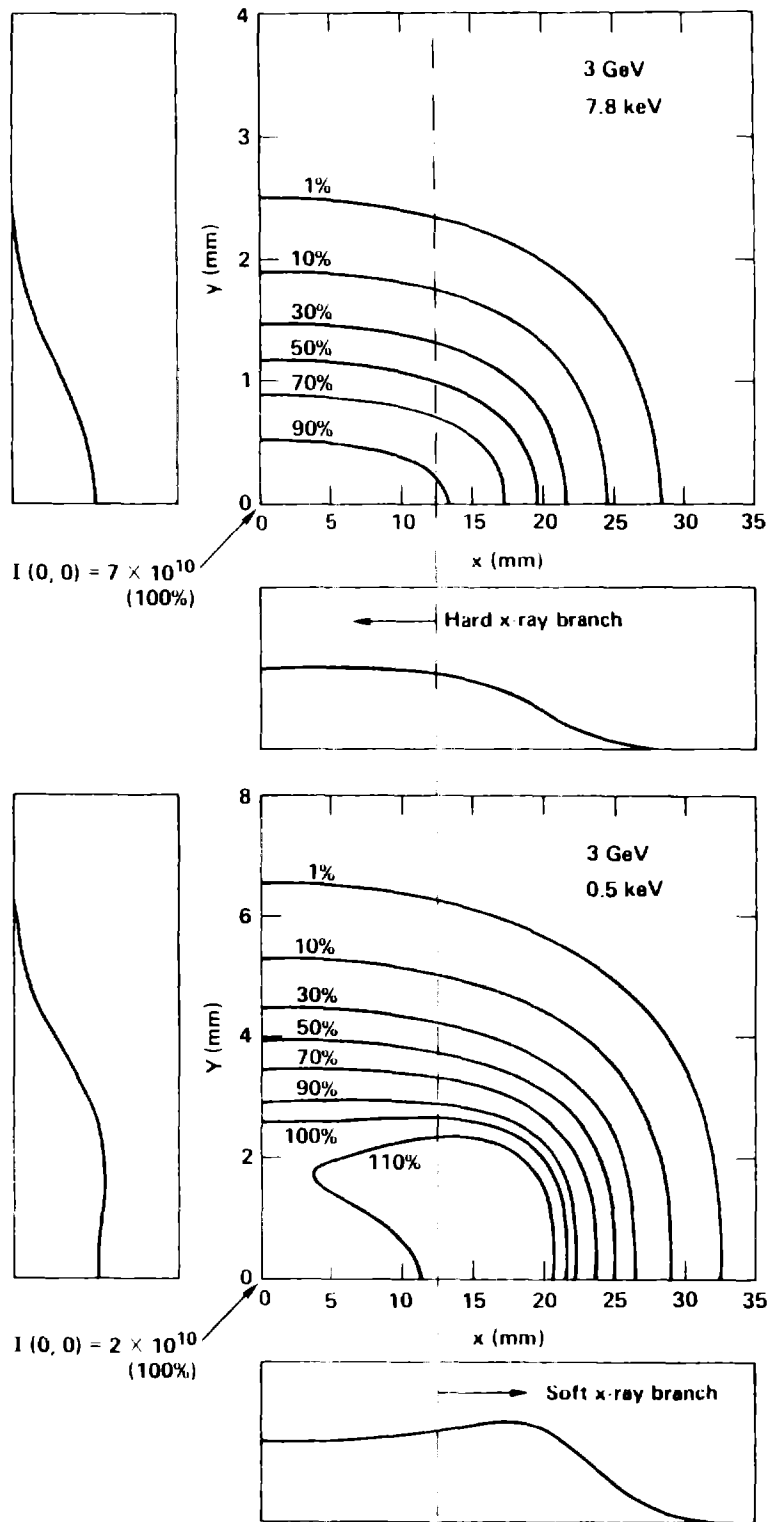 4
3 GeV
7.8 keV
3
1%
y (mm)
2
10%
30%
50%
1
70%
90%
0
0 5 10 15 20 25 30 35
x (mm)
I (0, 0) = 7 × 10¹⁰
(100%)
Hard x-ray branch
8
3 GeV
0.5 keV
1%
6
10%
30%
Y (mm)
4
50%
70%
90%
100%
110%
2
0
0 5 10 15 20 25 30 35
x (mm)
I (0, 0) = 2 × 10¹⁰
(100%)
Soft x-ray branch